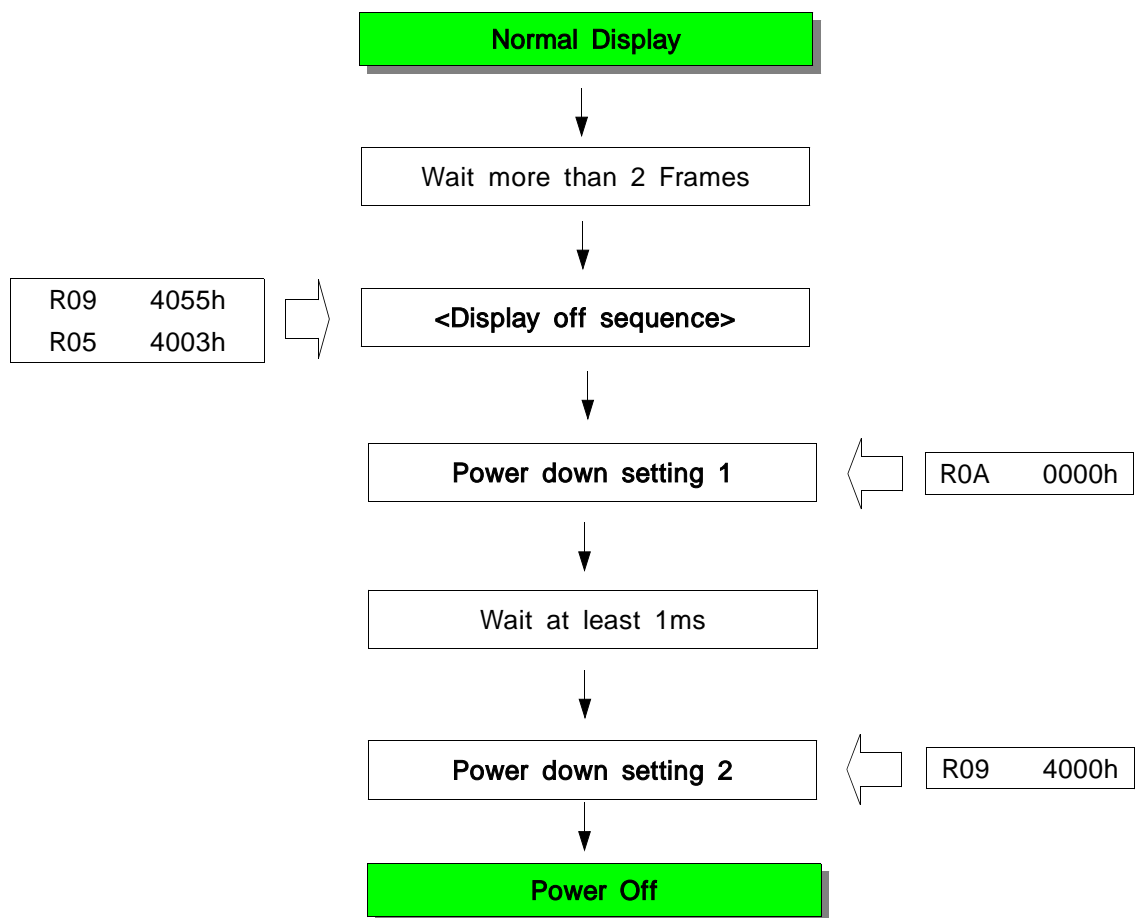 Normal Display
Wait more than 2 Frames
R09 4055h
R05 4003h
<Display off sequence>
Power down setting 1
R0A 0000h
Wait at least 1ms
Power down setting 2
R09 4000h
Power Off